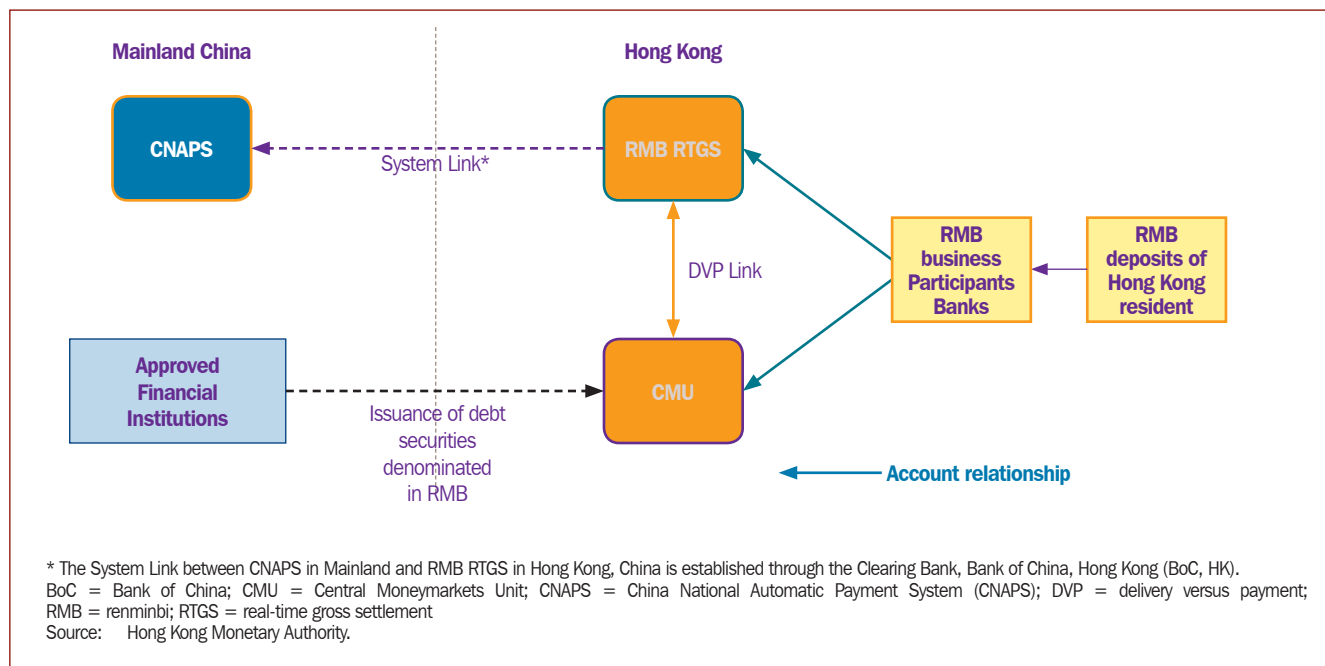 Mainland China
Hong Kong
CNAPS
System Link*
RMB RTGS
DVP Link
RMB
business
Participants
Banks
RMB
deposits of
Hong Kong
resident
Approved
Financial
Institutions
Issuance of debt
securities
denominated
in RMB
CMU
Account relationship
* The System Link between CNAPS in Mainland and RMB RTGS in Hong Kong, China is established through the Clearing Bank, Bank of China, Hong Kong (BoC, HK).
BoC = Bank of China; CMU = Central Moneymarkets Unit; CNAPS = China National Automatic Payment System (CNAPS); DVP = delivery versus payment;
RMB = renminbi; RTGS = real-time gross settlement
Source: Hong Kong Monetary Authority.